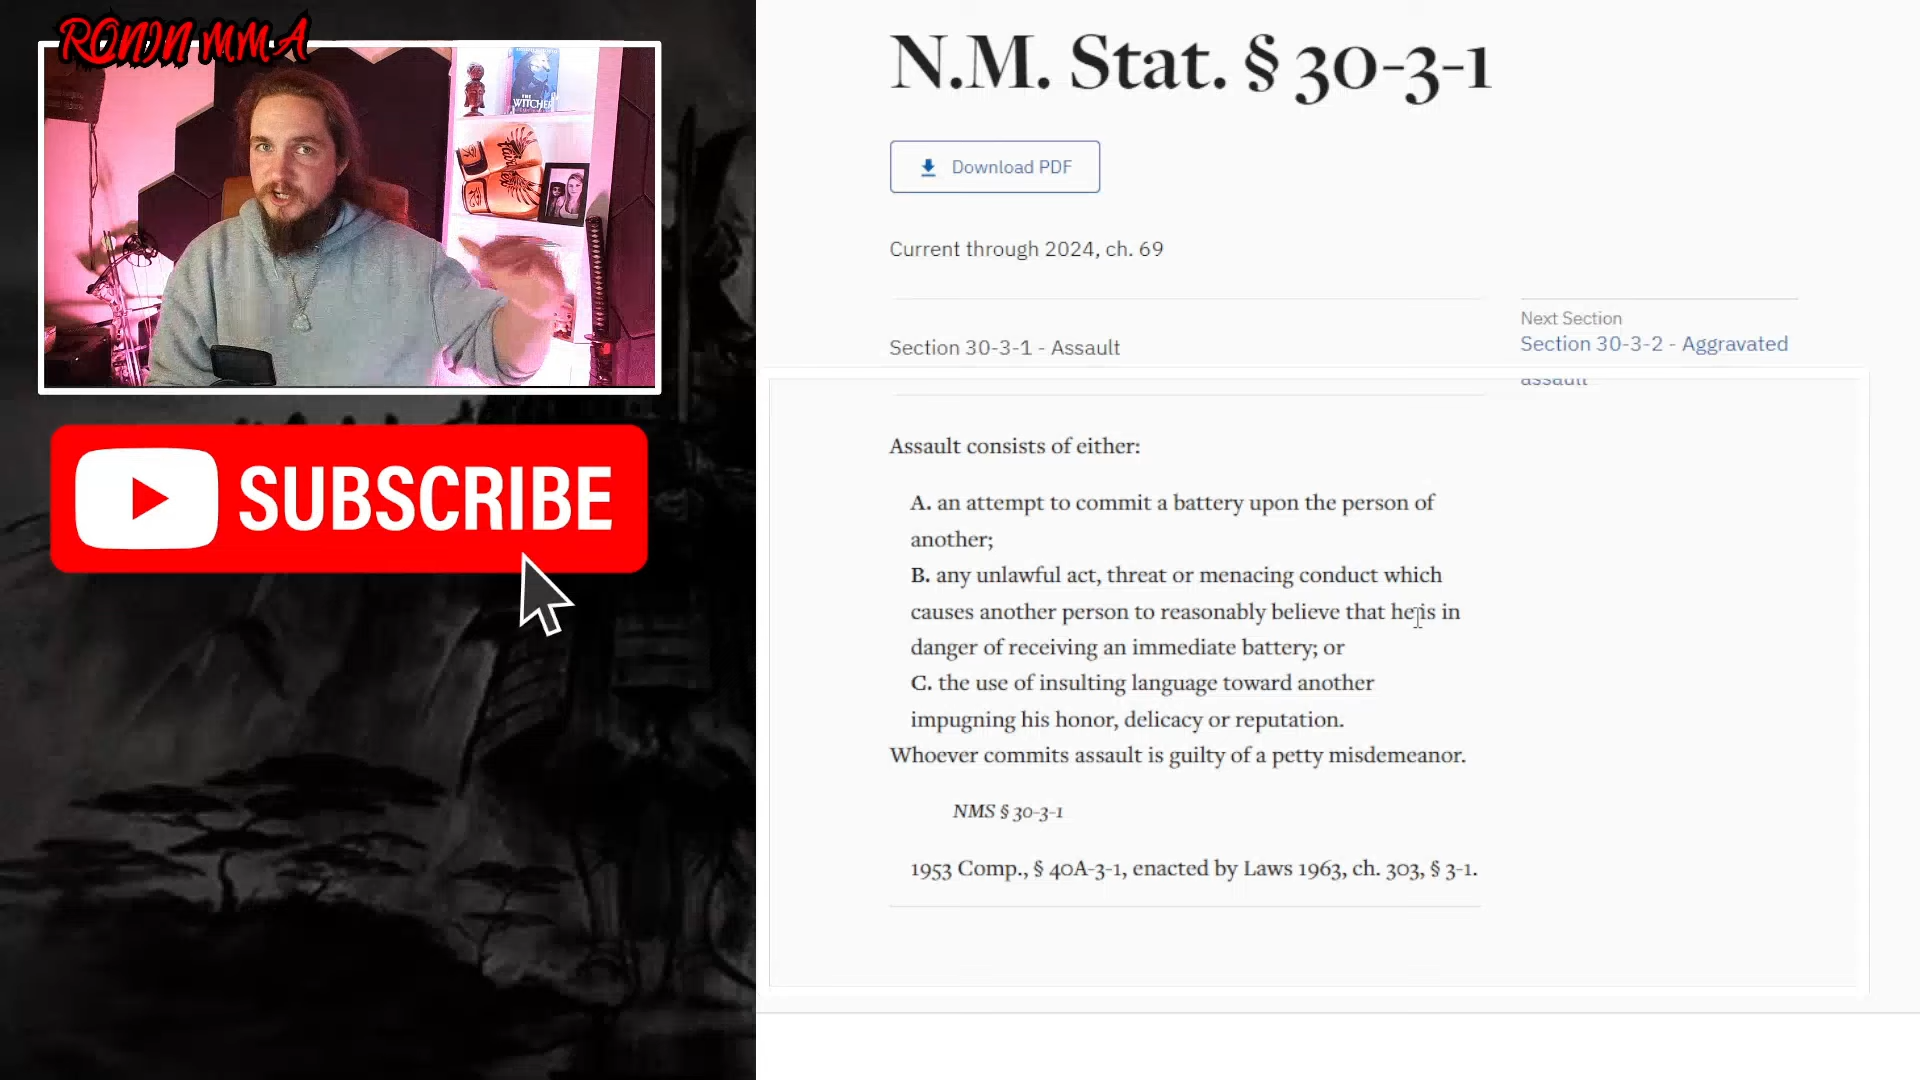 RONIN MMA
THE
WITCHER
SUBSCRIBE
N.M. Stat. § 30-3-1
Download PDF
Current through 2024, ch. 69
Section 30-3-1 - Assault
Next Section
Section 30-3-2 - Aggravated
assault
Assault consists of either:
A. an attempt to commit a battery upon the person of
another;
B. any unlawful act, threat or menacing conduct which
causes another person to reasonably believe that he is in
danger of receiving an immediate battery; or
C. the use of insulting language toward another
impugning his honor, delicacy or reputation.
Whoever commits assault is guilty of a petty misdemeanor.
NMS § 30-3-1
1953 Comp., § 40A-3-1, enacted by Laws 1963, ch. 303, § 3-1.